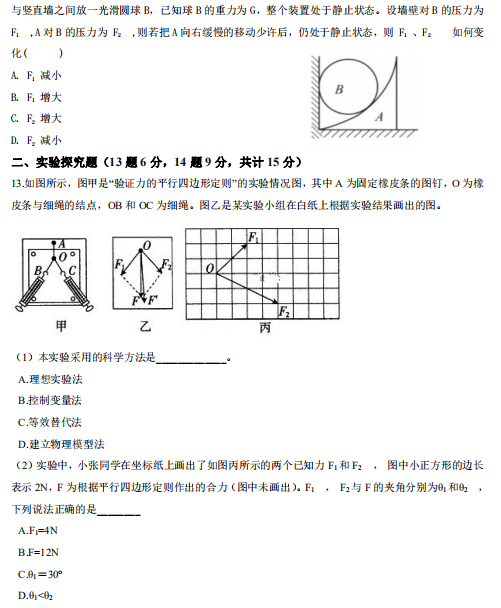 与竖直墙之间放一光滑圆球 B，已知球 B 的重力为 G，整个装置处于静止状态。设墙壁对 B 的压力为
F₁ ,A 对 B 的压力为 F₂ ,则若把 A 向右缓慢的移动少许后，仍处于静止状态，则 F₁ 、F₂ 如何变
化( )
A. F₁ 减小
B. F₁ 增大
C. F₂ 增大
D. F₂ 减小
B
A
二、实验探究题（13 题 6 分，14 题 9 分，共计 15 分）
13.如图所示，图甲是“验证力的平行四边形定则”的实验情况图，其中 A 为固定橡皮条的图钉，O 为橡
皮条与细绳的结点，OB 和 OC 为细绳。图乙是某实验小组在白纸上根据实验结果画出的图。
A
O
B C
甲
O
F₁ F₂
F F′
乙
F₁
O
F₂
丙
（1）本实验采用的科学方法是____________。
A.理想实验法
B.控制变量法
C.等效替代法
D.建立物理模型法
（2）实验中，小张同学在坐标纸上画出了如图丙所示的两个已知力 F₁ 和 F₂ ， 图中小正方形的边长
表示 2N，F 为根据平行四边形定则作出的合力（图中未画出）。F₁ ， F₂ 与 F 的夹角分别为θ₁ 和θ₂ ，
下列说法正确的是________
A.F₁=4N
B.F=12N
C.θ₁＝30°
D.θ₁<θ₂